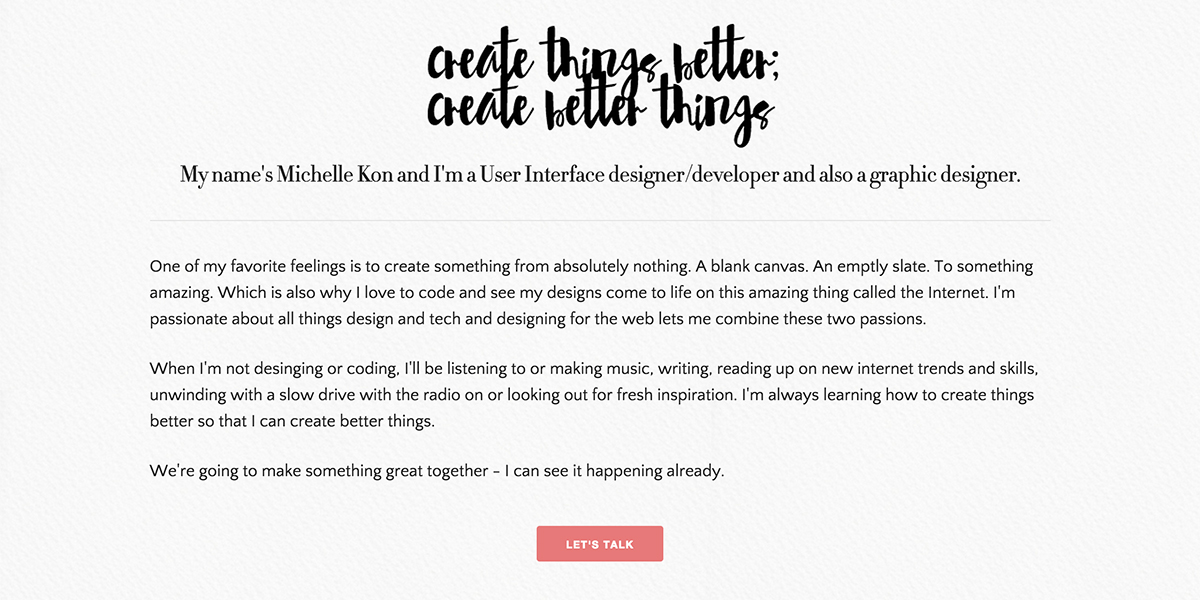 create things better;
create better things
My name's Michelle Kon and I'm a User Interface designer/developer and also a graphic designer.
One of my favorite feelings is to create something from absolutely nothing. A blank canvas. An emptly slate. To something
amazing. Which is also why I love to code and see my designs come to life on this amazing thing called the Internet. I'm
passionate about all things design and tech and designing for the web lets me combine these two passions.
When I'm not desinging or coding, I'll be listening to or making music, writing, reading up on new internet trends and skills,
unwinding with a slow drive with the radio on or looking out for fresh inspiration. I'm always learning how to create things
better so that I can create better things.
We're going to make something great together - I can see it happening already.
LET'S TALK